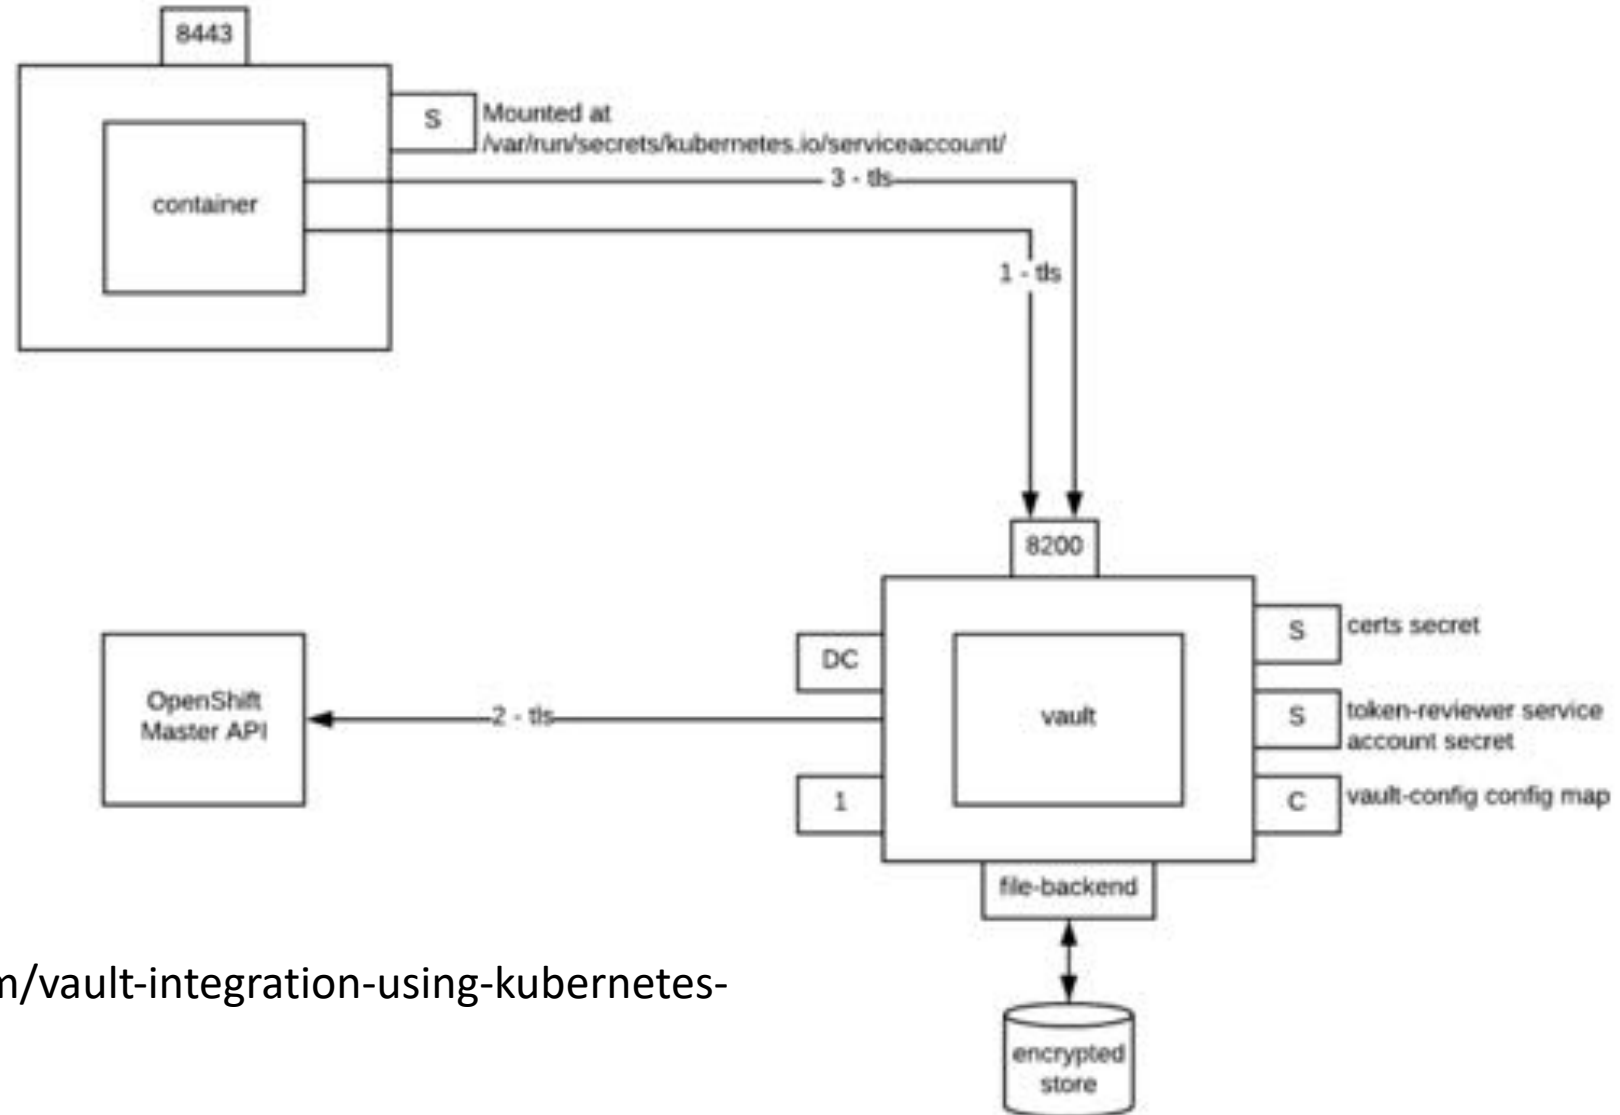 8443
S
Mounted at
/var/run/secrets/kubernetes.io/serviceaccount/
3 - tls
container
1 - tls
8200
S
certs secret
DC
OpenShift
Master API
2 - tls
vault
S
token-reviewer service
account secret
1
C
vault-config config map
file-backend
m/vault-integration-using-kubernetes-
encrypted
store